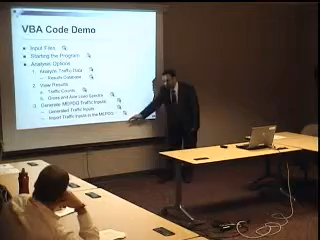 VBA Code Demo
Input Files
Starting the Program
Analysis Options
1. Analyze Traffic Data
– Results Database
2. View Results
a. Traffic Counts
b. Gross and Axle Load Spectra
3. Generate MEPDG Traffic Inputs
– Generated Traffic Inputs
– Import Traffic Inputs in the MEPDG